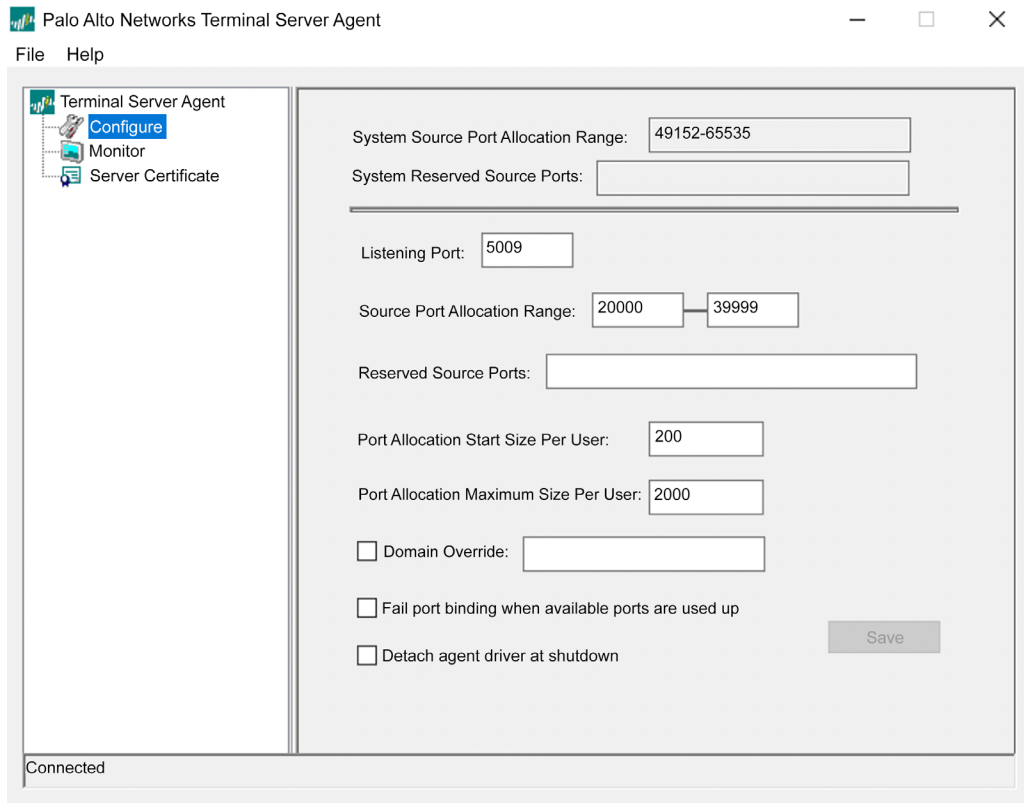 Palo Alto Networks Terminal Server Agent
File Help
Terminal Server Agent
Configure
Monitor
Server Certificate
System Source Port Allocation Range: 49152-65535
System Reserved Source Ports:
Listening Port: 5009
Source Port Allocation Range: 20000 39999
Reserved Source Ports:
Port Allocation Start Size Per User: 200
Port Allocation Maximum Size Per User: 2000
Domain Override:
Fail port binding when available ports are used up
Save
Detach agent driver at shutdown
Connected